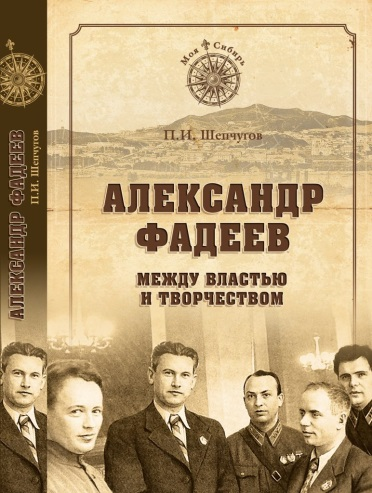 Моя Сибирь
П.И. Шепчугов
АЛЕКСАНДР
ФАДЕЕВ
МЕЖДУ ВЛАСТЬЮ
И ТВОРЧЕСТВОМ
АЛЕКСАНДР ФАДЕЕВ
П.И. Шепчугов